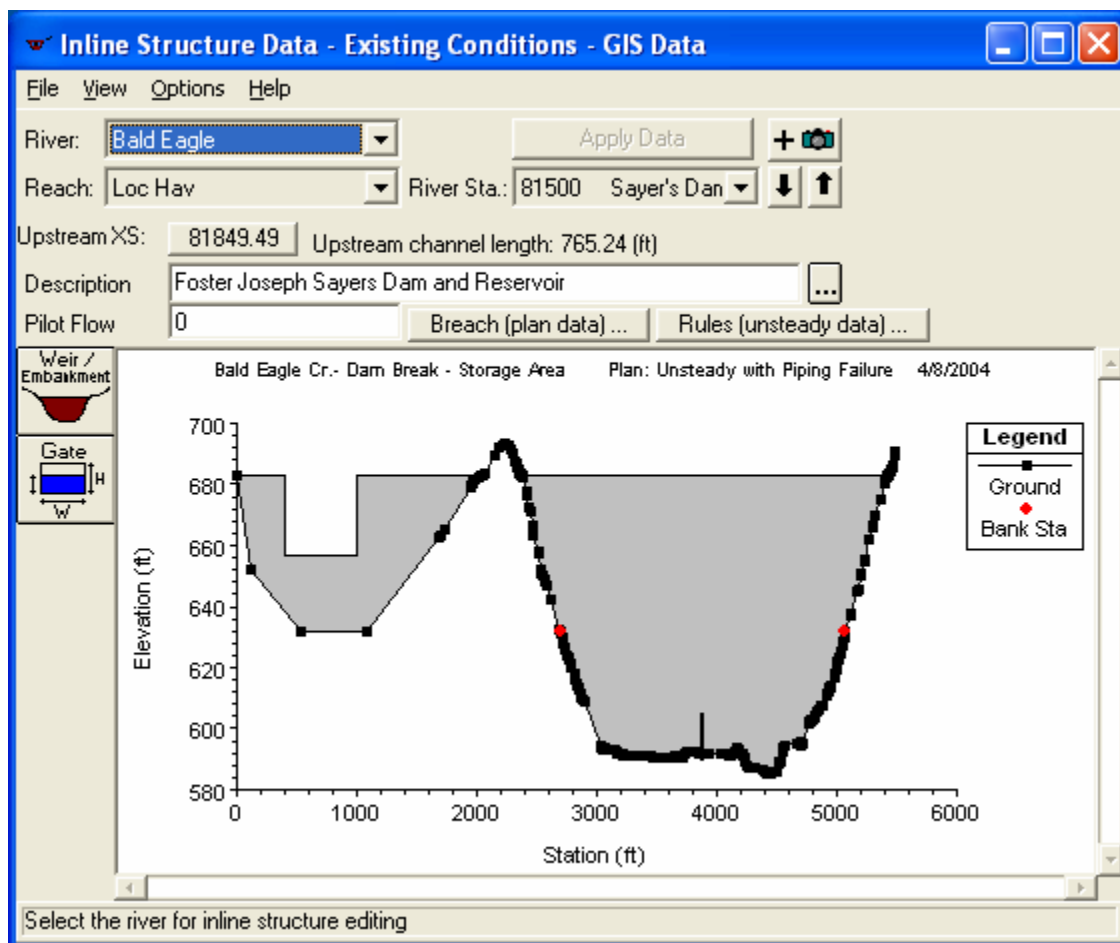 Inline Structure Data - Existing Conditions - GIS Data
File View Options Help
River: Bald Eagle Apply Data
Reach: Loc Hav River Sta.: 81500 Sayer's Dan
Upstream XS: 81849.49 Upstream channel length: 765.24 (ft)
Description Foster Joseph Sayers Dam and Reservoir ...
Pilot Flow 0 Breach (plan data) ... Rules (unsteady data) ...
Weir /
Embankment
Gate
H
W
Bald Eagle Cr.- Dam Break - Storage Area Plan: Unsteady with Piping Failure 4/8/2004
700
680
660
640
620
600
580
Elevation (ft)
0 1000 2000 3000 4000 5000 6000
Station (ft)
Legend
Ground
Bank Sta
Select the river for inline structure editing